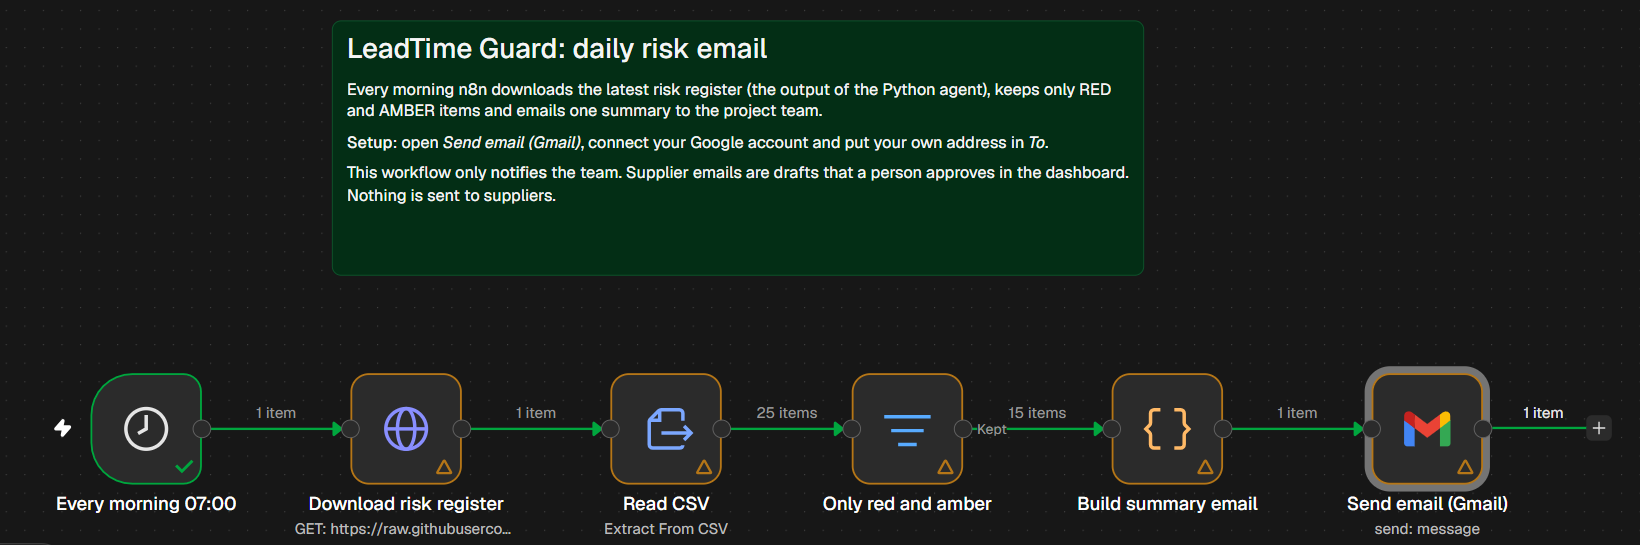 LeadTime Guard: daily risk email
Every morning n8n downloads the latest risk register (the output of the Python agent), keeps only RED
and AMBER items and emails one summary to the project team.
Setup: open Send email (Gmail), connect your Google account and put your own address in To.
This workflow only notifies the team. Supplier emails are drafts that a person approves in the dashboard.
Nothing is sent to suppliers.
1 item
1 item
25 items
Kept
15 items
1 item
1 item
Every morning 07:00
Download risk register
GET: https://raw.githubuserco...
Read CSV
Extract From CSV
Only red and amber
Build summary email
Send email (Gmail)
send: message